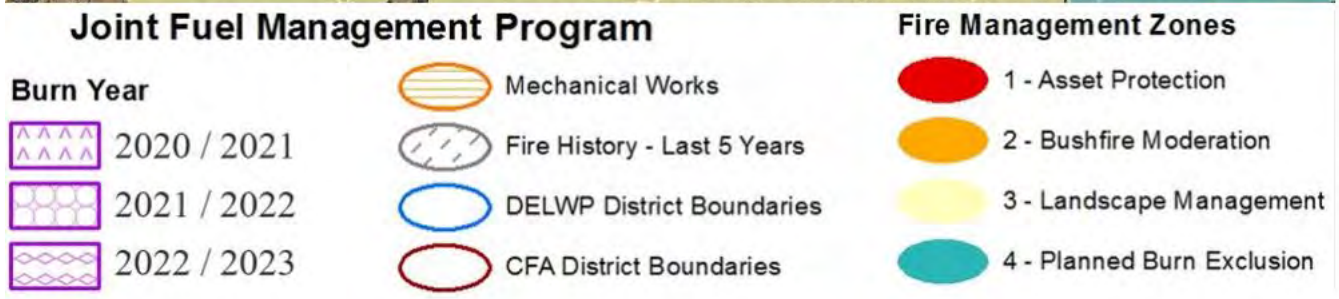 Joint Fuel Management Program
Burn Year
2020 / 2021
2021 / 2022
2022 / 2023
Mechanical Works
Fire History - Last 5 Years
DELWP District Boundaries
CFA District Boundaries
Fire Management Zones
1 - Asset Protection
2 - Bushfire Moderation
3 - Landscape Management
4 - Planned Burn Exclusion